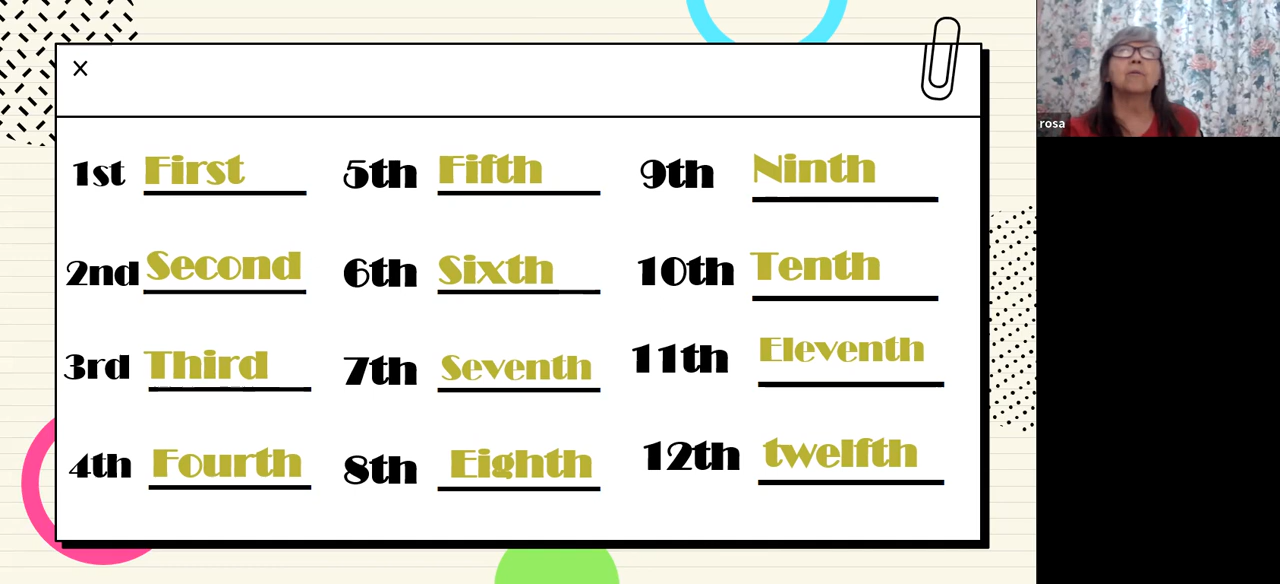 X
1st First
2nd Second
3rd Third
4th Fourth
5th Fifth
6th Sixth
7th Seventh
8th Eighth
9th Ninth
10th Tenth
11th Eleventh
12th twelfth
rosa